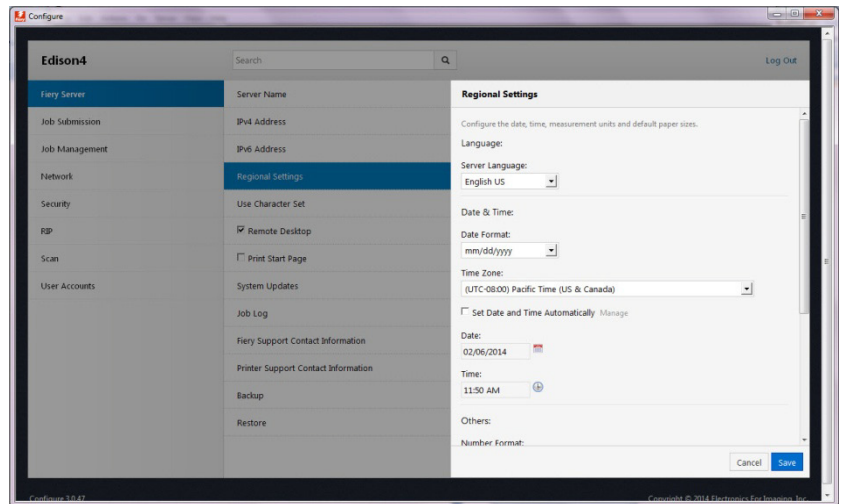 Configure
Edison4
Search
Log Out
Fiery Server
Job Submission
Job Management
Network
Security
RIP
Scan
User Accounts
Server Name
IPv4 Address
IPv6 Address
Regional Settings
Use Character Set
Remote Desktop
Print Start Page
System Updates
Job Log
Fiery Support Contact Information
Printer Support Contact Information
Backup
Restore
Regional Settings
Configure the date, time, measurement units and default paper sizes.
Language:
Server Language:
English US
Date & Time:
Date Format:
mm/dd/yyyy
Time Zone:
(UTC-08:00) Pacific Time (US & Canada)
Set Date and Time Automatically Manage
Date:
02/06/2014
Time:
11:50 AM
Others:
Number Format:
Cancel Save
Configure 3.0.47
Copyright © 2014 Electronics For Imaging, Inc.